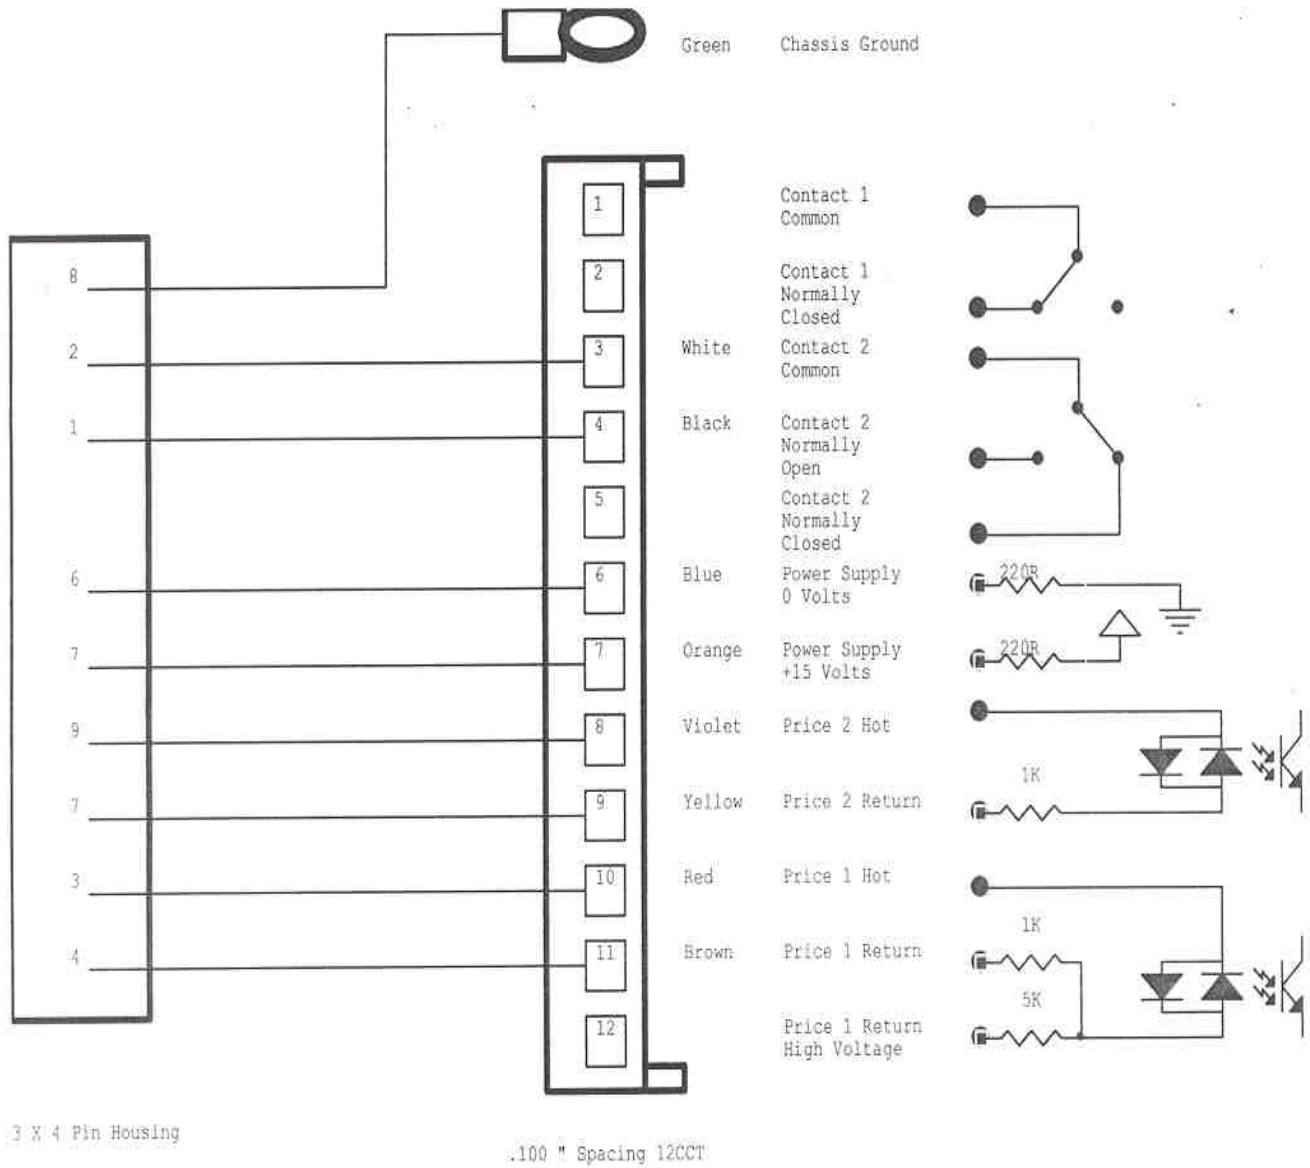 Green Chassis Ground
1 Contact 1
Common
8
2 Contact 1
Normally
Closed
2 3 White Contact 2
Common
1 4 Black Contact 2
Normally
Open
5 Contact 2
Normally
Closed
6 6 Blue Power Supply 220R
0 Volts
7 7 Orange Power Supply 220R
+15 Volts
9 8 Violet Price 2 Hot
1K
7 9 Yellow Price 2 Return
3 10 Red Price 1 Hot
1K
4 11 Brown Price 1 Return
5K
12 Price 1 Return
High Voltage
3 X 4 Pin Housing
.100 " Spacing 12CCT